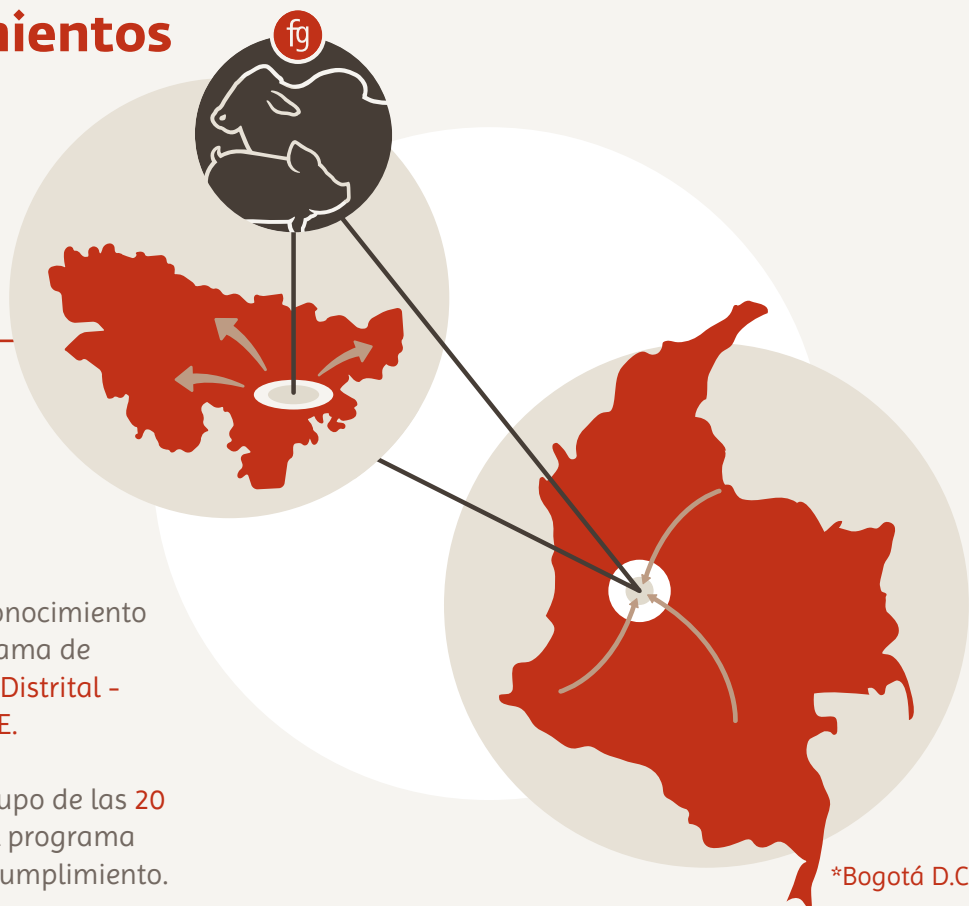 mientos
fg
onocimiento
ama de
Distrital -
E.
upo de las 20
programa
umplimiento.
*Bogotá D.C